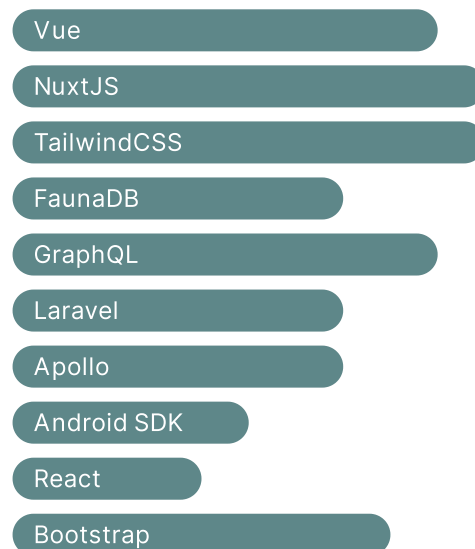 Vue
NuxtJS
TailwindCSS
FaunaDB
GraphQL
Laravel
Apollo
Android SDK
React
Bootstrap